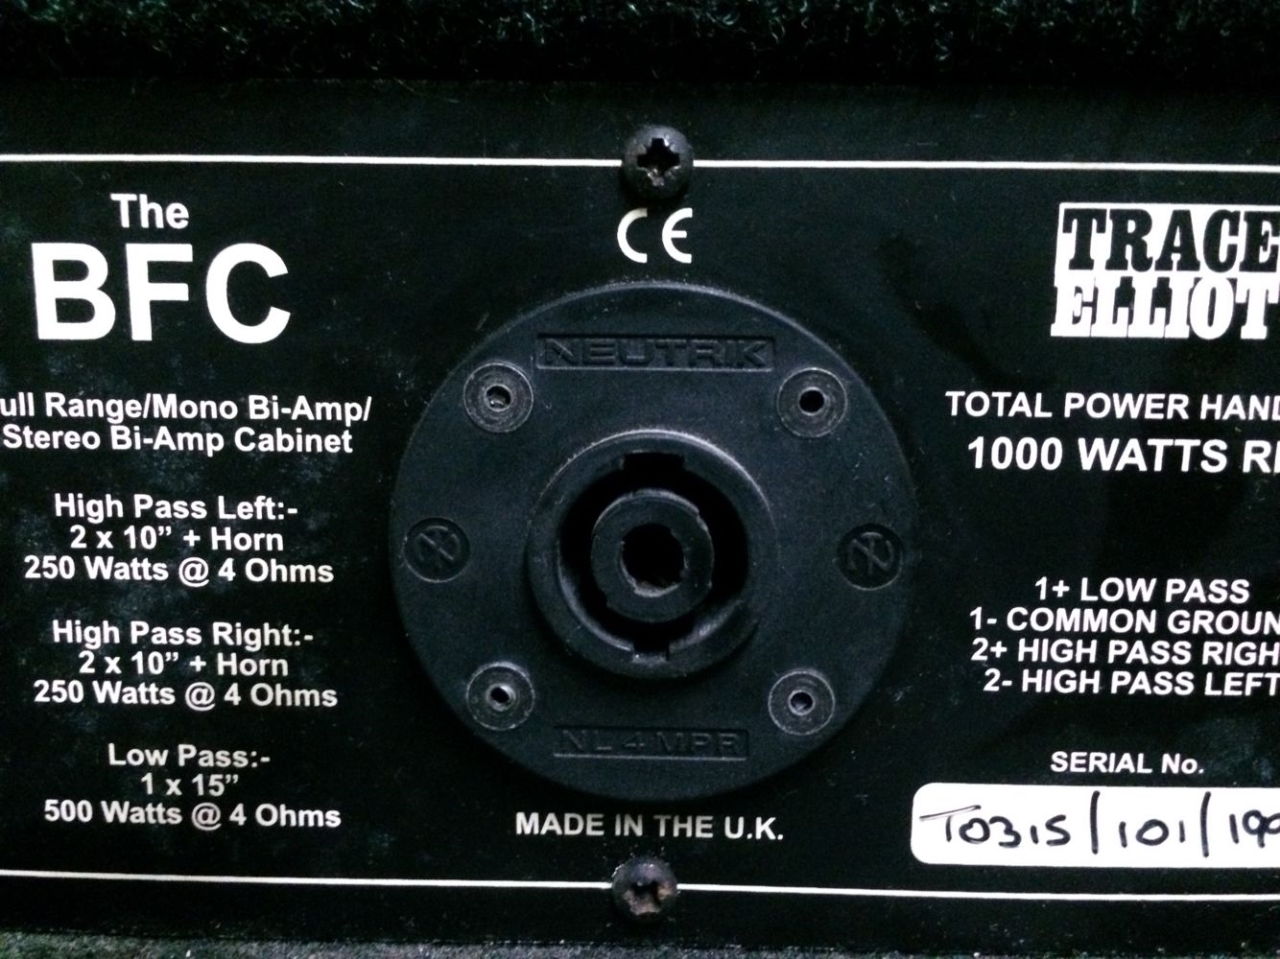 The
BFC
ull Range/Mono Bi-Amp/
Stereo Bi-Amp Cabinet
High Pass Left:-
2 x 10” + Horn
250 Watts @ 4 Ohms
High Pass Right:-
2 x 10” + Horn
250 Watts @ 4 Ohms
Low Pass:-
1 x 15”
500 Watts @ 4 Ohms
CE
NEUTRIK
NL4MPR
MADE IN THE U.K.
TRACE
ELLIOT
TOTAL POWER HAND
1000 WATTS R
1+ LOW PASS
1- COMMON GROUN
2+ HIGH PASS RIGH
2- HIGH PASS LEFT
SERIAL No.
T0315/101/199